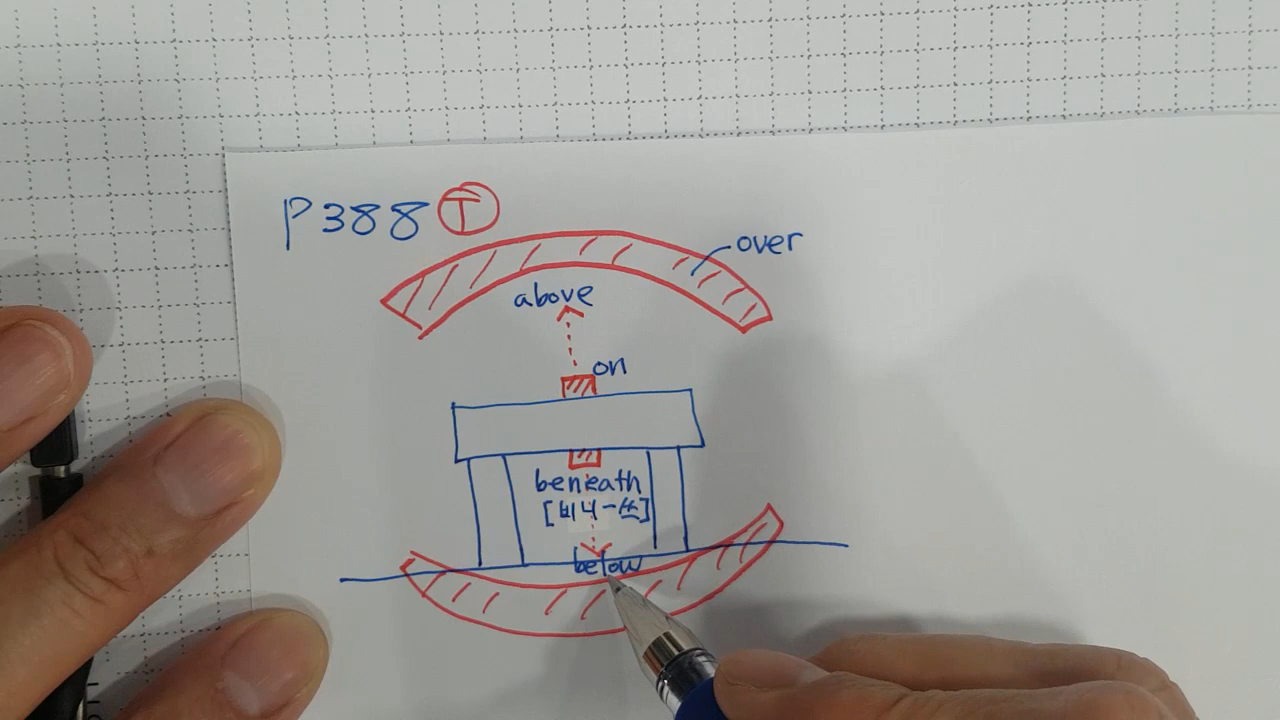 P388 T
over
above
on
beneath
[비니-쓰]
below